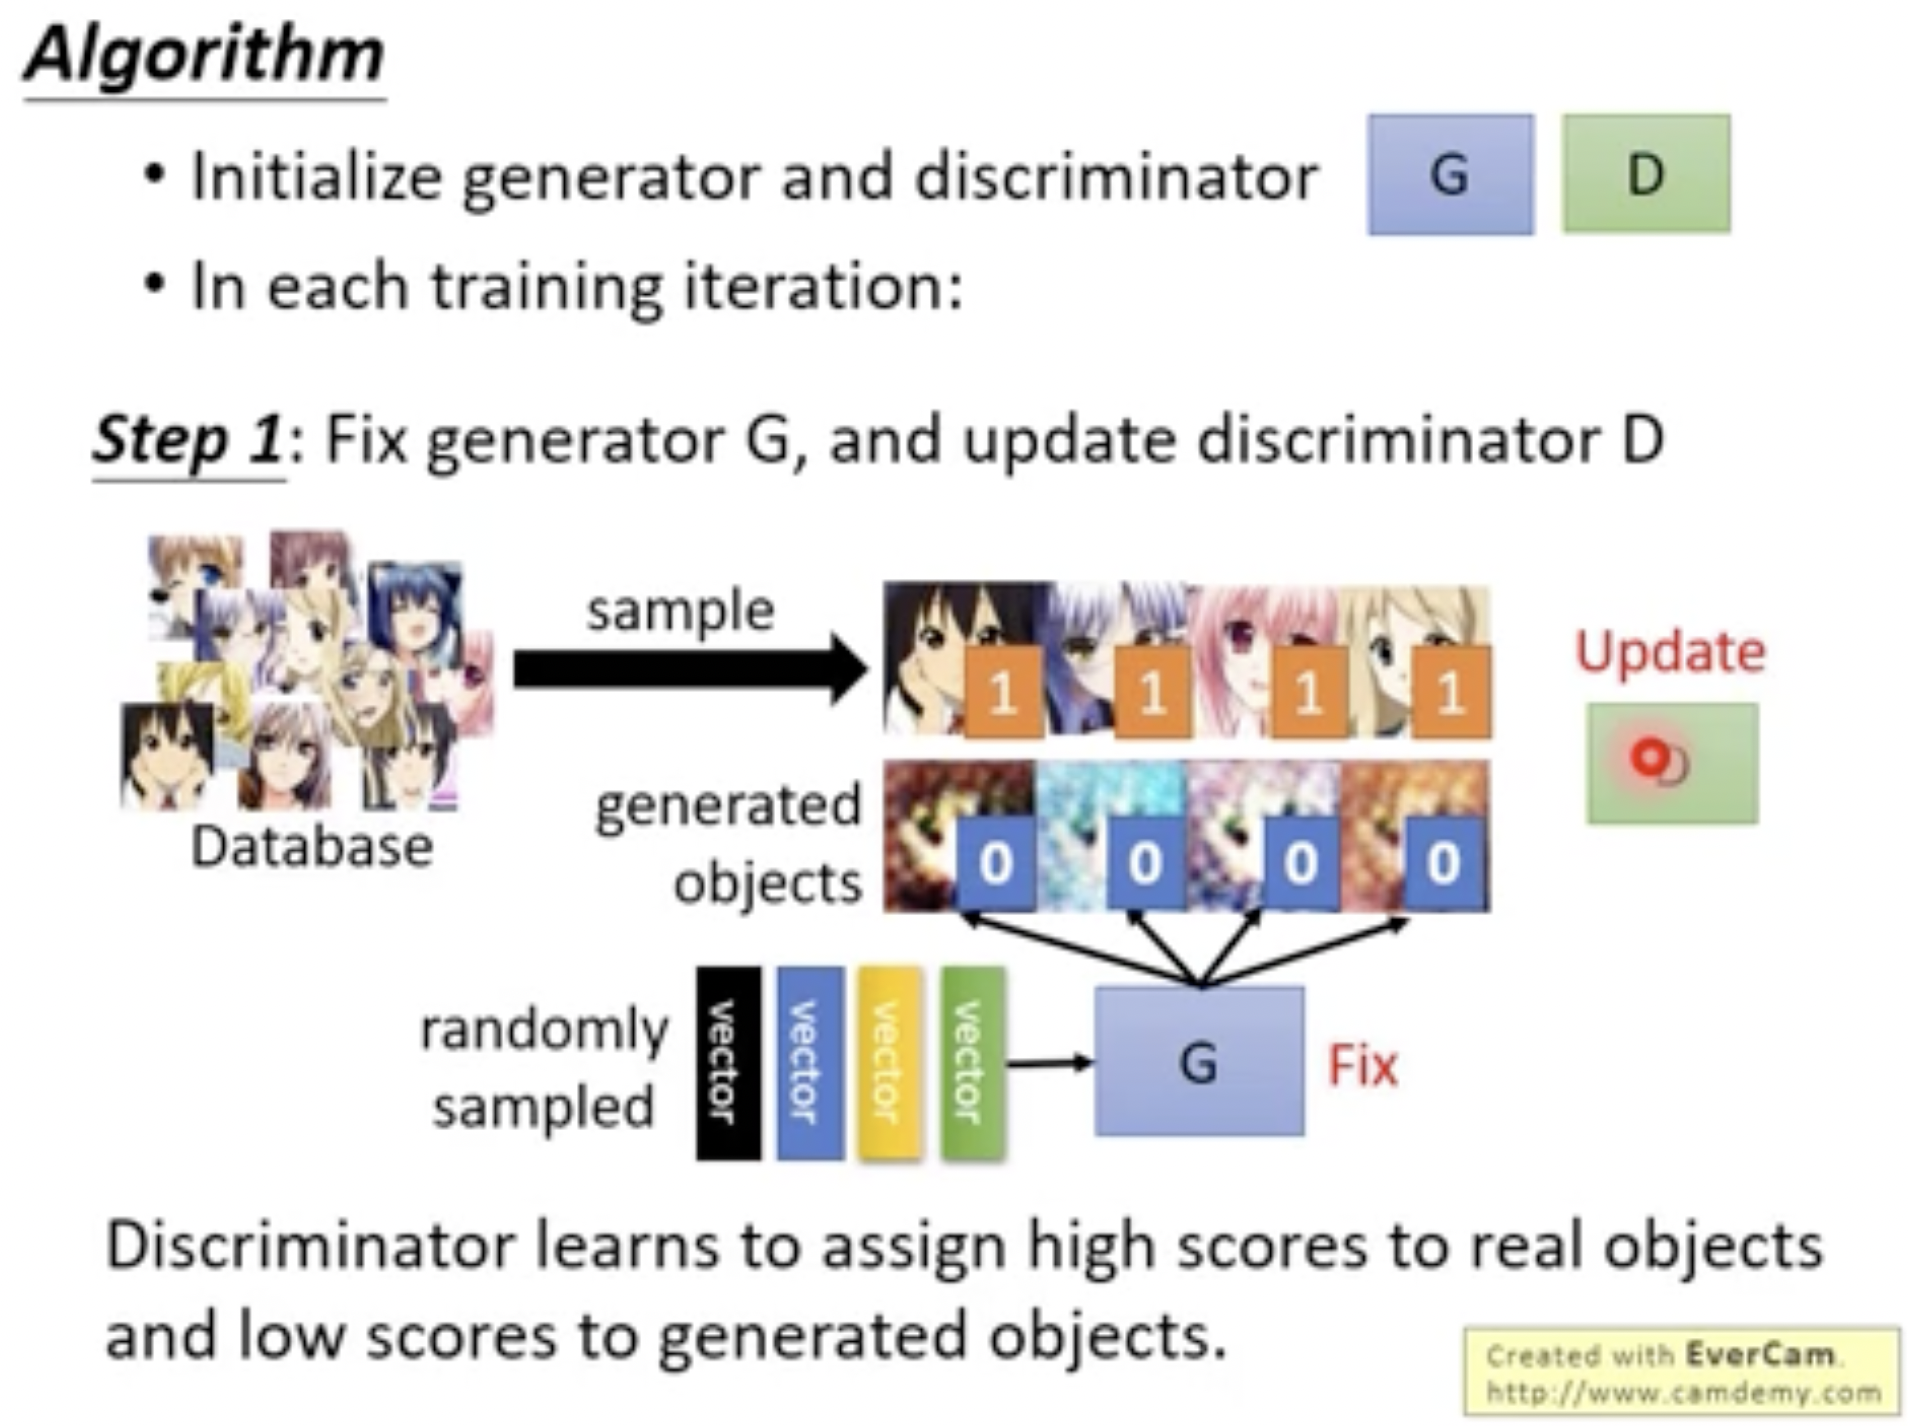 Algorithm
• Initialize generator and discriminator
G
D
• In each training iteration:
Step 1: Fix generator G, and update discriminator D
sample
1
1
1
1
Update
D
Database
generated
objects
0
0
0
0
randomly
sampled
vector
vector
vector
vector
G
Fix
Discriminator learns to assign high scores to real objects
and low scores to generated objects.
Created with EverCam.
http://www.camdemy.com